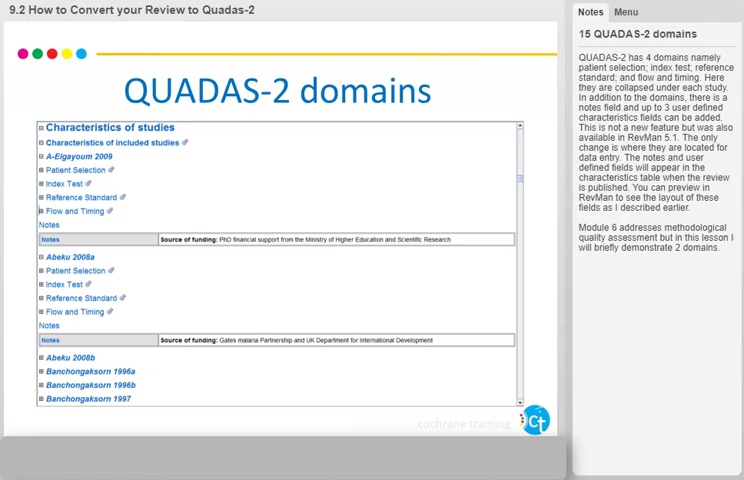 9.2 How to Convert your Review to Quadas-2
QUADAS-2 domains
Characteristics of studies
Characteristics of included studies
A-Elgayoum 2009
Patient Selection
Index Test
Reference Standard
Flow and Timing
Notes
Notes Source of funding: PhD financial support from the Ministry of Higher Education and Scientific Research
Abeku 2008a
Patient Selection
Index Test
Reference Standard
Flow and Timing
Notes
Notes Source of funding: Gates malaria Partnership and UK Department for International Development
Abeku 2008b
Banchongaksorn 1996a
Banchongaksorn 1996b
Banchongaksorn 1997
cochrane training
ct
Notes Menu
15 QUADAS-2 domains
QUADAS-2 has 4 domains namely
patient selection; index test; reference
standard; and flow and timing. Here
they are collapsed under each study.
In addition to the domains, there is a
notes field and up to 3 user defined
characteristics fields can be added.
This is not a new feature but was also
available in RevMan 5.1. The only
change is where they are located for
data entry. The notes and user
defined fields will appear in the
characteristics table when the review
is published. You can preview in
RevMan to see the layout of these
fields as I described earlier.
Module 6 addresses methodological
quality assessment but in this lesson I
will briefly demonstrate 2 domains.